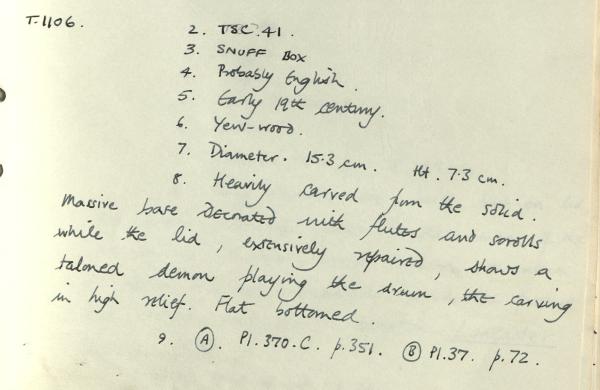 T.1106.
2. TSC.41.
3. SNUFF BOX
4. Probably English.
5. Early 19th century.
6. Yew-wood.
7. Diameter. 15.3 cm. Ht. 7.3 cm.
8. Heavily carved from the solid.
Massive base decorated with flutes and scrolls
while the lid, extensively repaired, shows a
taloned demon playing the drum, the carving
in high relief. Flat bottomed.
9. (A). Pl.370.C. p.351. (B) Pl.37. p.72.